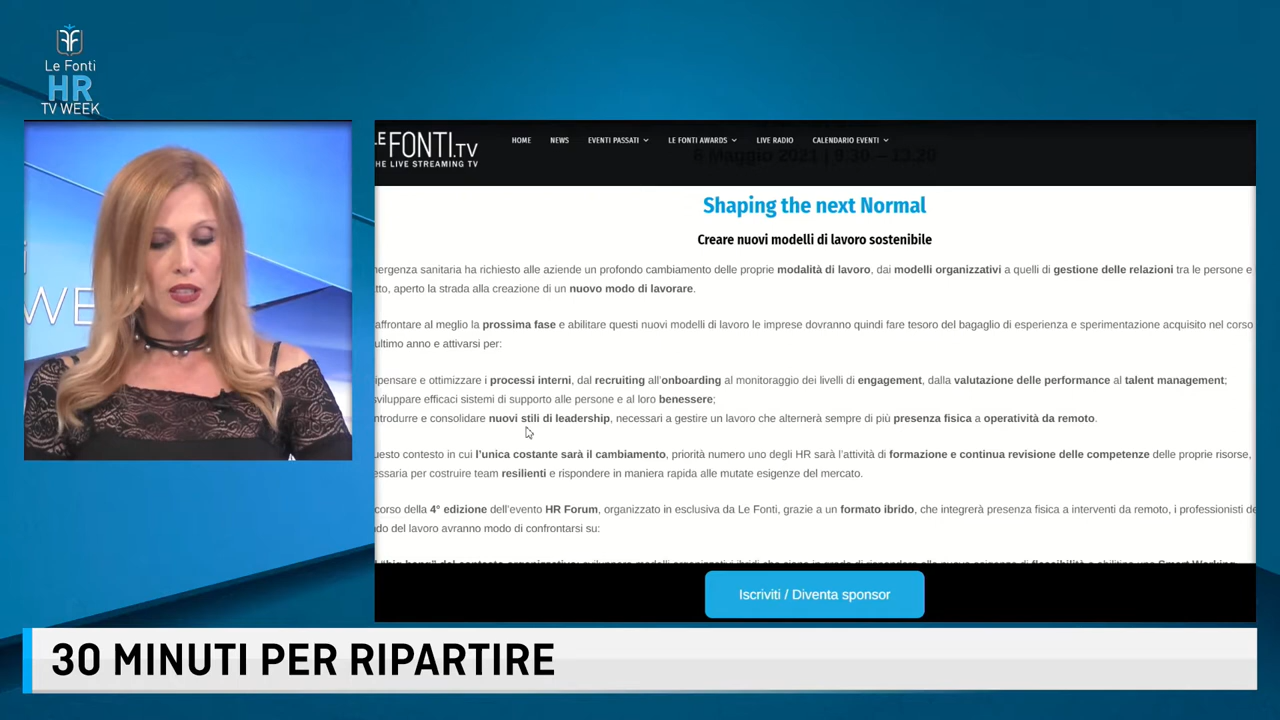 Le Fonti
HR
TV WEEK
WE
FONTI.TV
HE LIVE STREAMING TV
HOME NEWS EVENTI PASSATI LE FONTI AWARDS LIVE RADIO CALENDARIO EVENTI
6 Maggio 2021 | 9.30 – 13.20
Shaping the next Normal
Creare nuovi modelli di lavoro sostenibile
mergenza sanitaria ha richiesto alle aziende un profondo cambiamento delle proprie modalità di lavoro, dai modelli organizzativi a quelli di gestione delle relazioni tra le persone e
tto, aperto la strada alla creazione di un nuovo modo di lavorare.
affrontare al meglio la prossima fase e abilitare questi nuovi modelli di lavoro le imprese dovranno quindi fare tesoro del bagaglio di esperienza e sperimentazione acquisito nel corso
ultimo anno e attivarsi per:
ipensare e ottimizzare i processi interni, dal recruiting all'onboarding al monitoraggio dei livelli di engagement, dalla valutazione delle performance al talent management;
sviluppare efficaci sistemi di supporto alle persone e al loro benessere;
ntrodurre e consolidare nuovi stili di leadership, necessari a gestire un lavoro che alternerà sempre di più presenza fisica a operatività da remoto.
uesto contesto in cui l'unica costante sarà il cambiamento, priorità numero uno degli HR sarà l'attività di formazione e continua revisione delle competenze delle proprie risorse,
essaria per costruire team resilienti e rispondere in maniera rapida alle mutate esigenze del mercato.
corso della 4° edizione dell'evento HR Forum, organizzato in esclusiva da Le Fonti, grazie a un formato ibrido, che integrerà presenza fisica a interventi da remoto, i professionisti de
do del lavoro avranno modo di confrontarsi su:
Iscriviti / Diventa sponsor
30 MINUTI PER RIPARTIRE